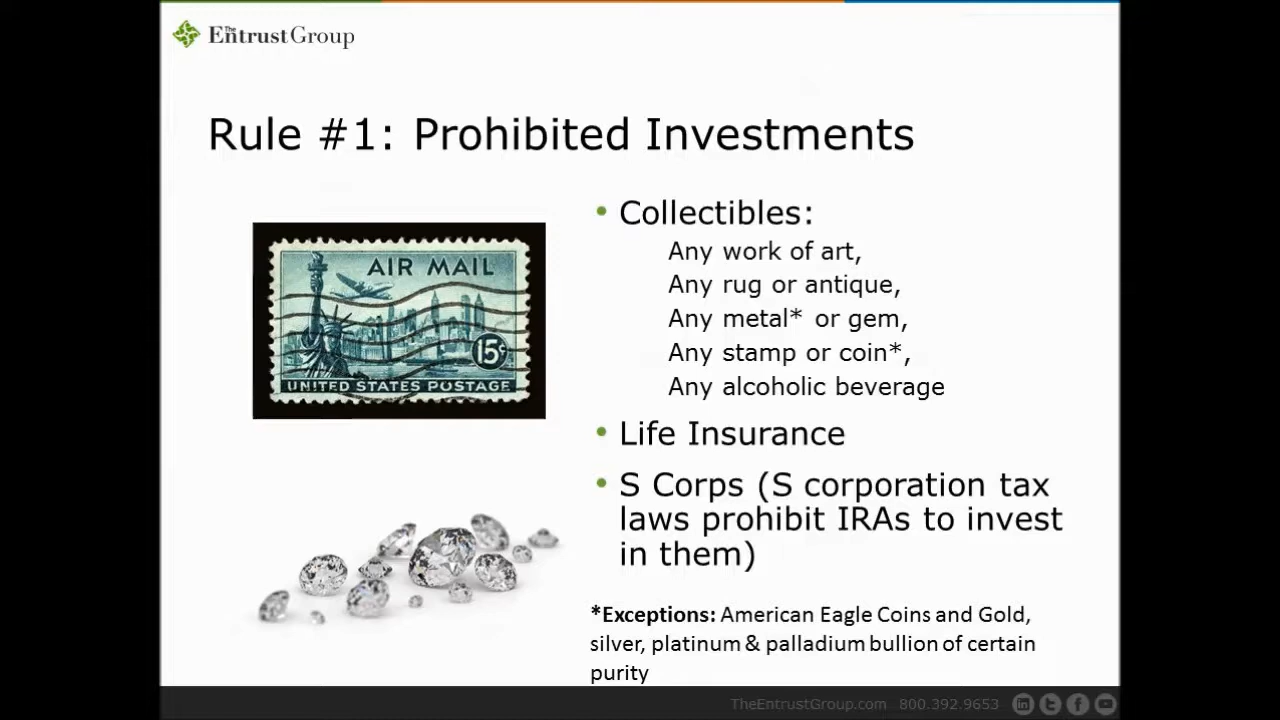 The
EntrustGroup
Rule #1: Prohibited Investments
AIR MAIL
15¢
UNITED STATES POSTAGE
• Collectibles:
Any work of art,
Any rug or antique,
Any metal* or gem,
Any stamp or coin*,
Any alcoholic beverage
• Life Insurance
• S Corps (S corporation tax
laws prohibit IRAs to invest
in them)
*Exceptions: American Eagle Coins and Gold,
silver, platinum & palladium bullion of certain
purity
TheEntrustGroup.com 800.392.9653